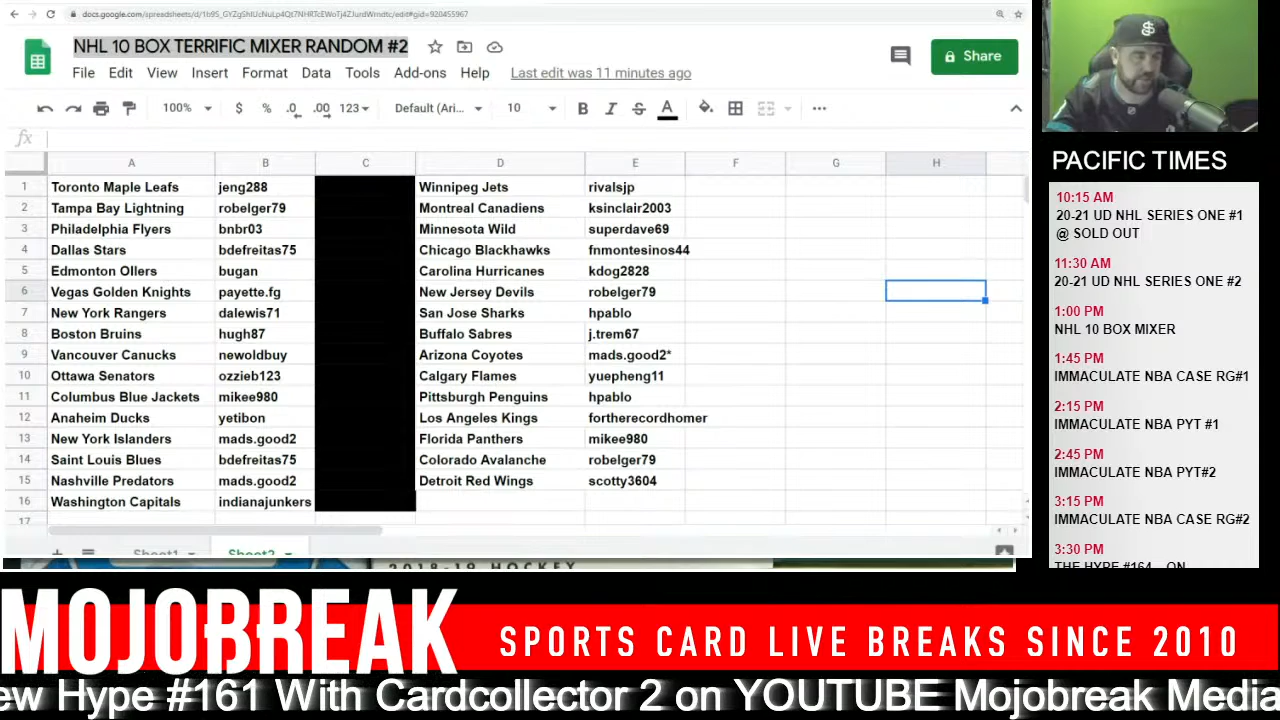 NHL 10 BOX TERRIFIC MIXER RANDOM #2
File Edit View Insert Format Data Tools Add-ons Help Last edit was 11 minutes ago
Share
100% $ % .0 .00 123 Default (Ari... 10 B I S A
fx
A B C D E F G H
1 Toronto Maple Leafs jeng288 Winnipeg Jets rivalsjp
2 Tampa Bay Lightning robelger79 Montreal Canadiens ksinclair2003
3 Philadelphia Flyers bnbr03 Minnesota Wild superdave69
4 Dallas Stars bdefreitas75 Chicago Blackhawks fnmontesinos44
5 Edmonton OIlers bugan Carolina Hurricanes kdog2828
6 Vegas Golden Knights payette.fg New Jersey Devils robelger79
7 New York Rangers dalewis71 San Jose Sharks hpablo
8 Boston Bruins hugh87 Buffalo Sabres j.trem67
9 Vancouver Canucks newoldbuy Arizona Coyotes mads.good2*
10 Ottawa Senators ozzieb123 Calgary Flames yuepheng11
11 Columbus Blue Jackets mikee980 Pittsburgh Penguins hpablo
12 Anaheim Ducks yetibon Los Angeles Kings fortherecordhomer
13 New York Islanders mads.good2 Florida Panthers mikee980
14 Saint Louis Blues bdefreitas75 Colorado Avalanche robelger79
15 Nashville Predators mads.good2 Detroit Red Wings scotty3604
16 Washington Capitals indianajunkers
17
Sheet1 Sheet2
2018-19 HOCKEY
PACIFIC TIMES
10:15 AM
20-21 UD NHL SERIES ONE #1
@ SOLD OUT
11:30 AM
20-21 UD NHL SERIES ONE #2
1:00 PM
NHL 10 BOX MIXER
1:45 PM
IMMACULATE NBA CASE RG#1
2:15 PM
IMMACULATE NBA PYT #1
2:45 PM
IMMACULATE NBA PYT#2
3:15 PM
IMMACULATE NBA CASE RG#2
3:30 PM
THE HYPE #164 ON
MOJOBREAK
SPORTS CARD LIVE BREAKS SINCE 2010
ew Hype #161 With Cardcollector 2 on YOUTUBE Mojobreak Media